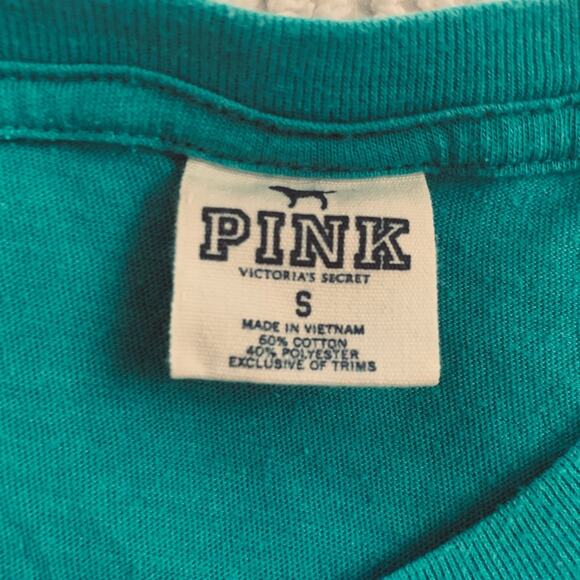 PINK
VICTORIA'S SECRET
S
MADE IN VIETNAM
60% COTTON
40% POLYESTER
EXCLUSIVE OF TRIMS